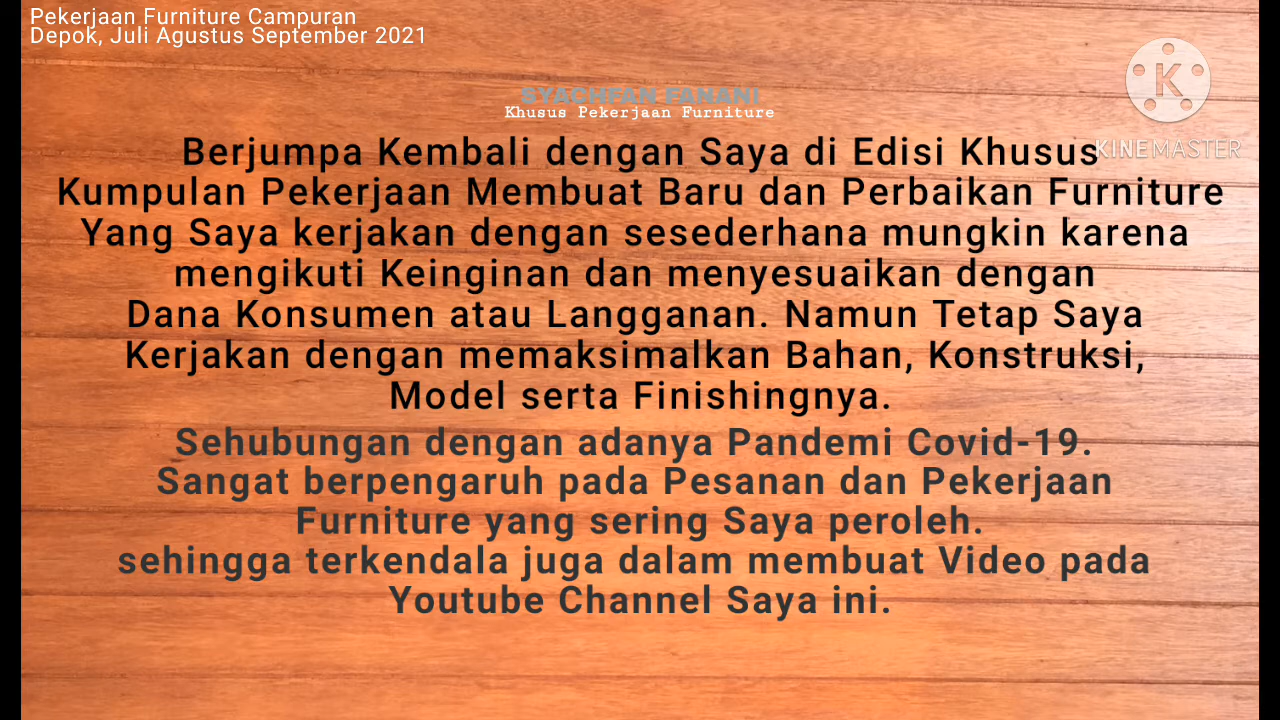 Pekerjaan Furniture Campuran
Depok, Juli Agustus September 2021
KINEMASTER
SYACHFAN FANANI
Khusus Pekerjaan Furniture
Berjumpa Kembali dengan Saya di Edisi Khusus
Kumpulan Pekerjaan Membuat Baru dan Perbaikan Furniture
Yang Saya kerjakan dengan sesederhana mungkin karena
mengikuti Keinginan dan menyesuaikan dengan
Dana Konsumen atau Langganan. Namun Tetap Saya
Kerjakan dengan memaksimalkan Bahan, Konstruksi,
Model serta Finishingnya.
Sehubungan dengan adanya Pandemi Covid-19.
Sangat berpengaruh pada Pesanan dan Pekerjaan
Furniture yang sering Saya peroleh.
sehingga terkendala juga dalam membuat Video pada
Youtube Channel Saya ini.